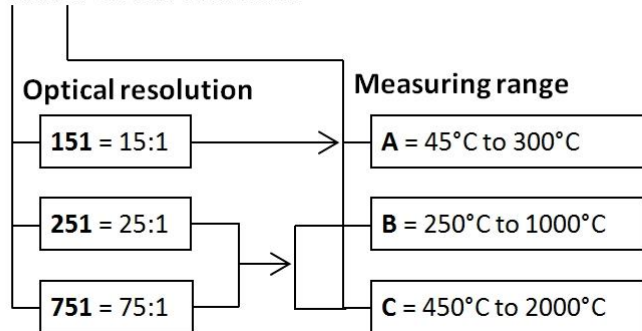 Optical resolution
Measuring range
151 = 15:1
A = 45°C to 300°C
251 = 25:1
B = 250°C to 1000°C
751 = 75:1
C = 450°C to 2000°C